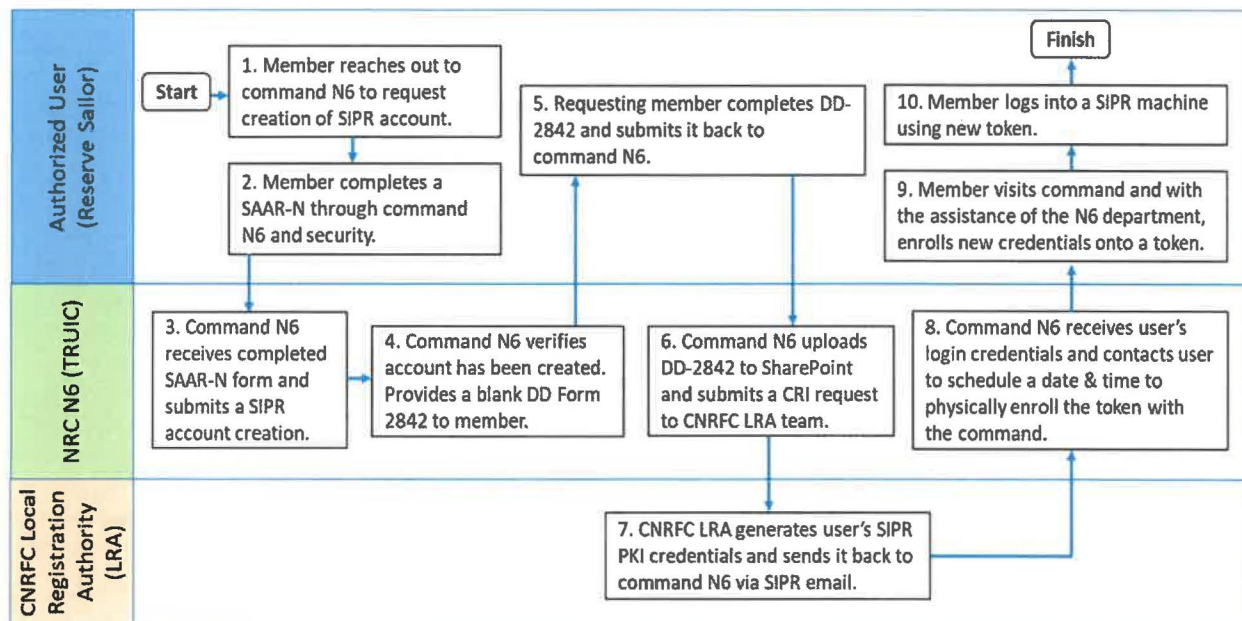 Authorized User
(Reserve Sailor)
Start
1. Member reaches out to
command N6 to request
creation of SIPR account.
2. Member completes a
SAAR-N through command
N6 and security.
5. Requesting member completes DD-
2842 and submits it back to
command N6.
Finish
10. Member logs into a SIPR machine
using new token.
9. Member visits command and with
the assistance of the N6 department,
enrolls new credentials onto a token.
NRC N6 (TRUIC)
3. Command N6
receives completed
SAAR-N form and
submits a SIPR
account creation.
4. Command N6 verifies
account has been created.
Provides a blank DD Form
2842 to member.
6. Command N6 uploads
DD-2842 to SharePoint
and submits a CRI request
to CNRFC LRA team.
8. Command N6 receives user's
login credentials and contacts user
to schedule a date & time to
physically enroll the token with
the command.
CNRFC Local
Registration
Authority
(LRA)
7. CNRFC LRA generates user's SIPR
PKI credentials and sends it back to
command N6 via SIPR email.